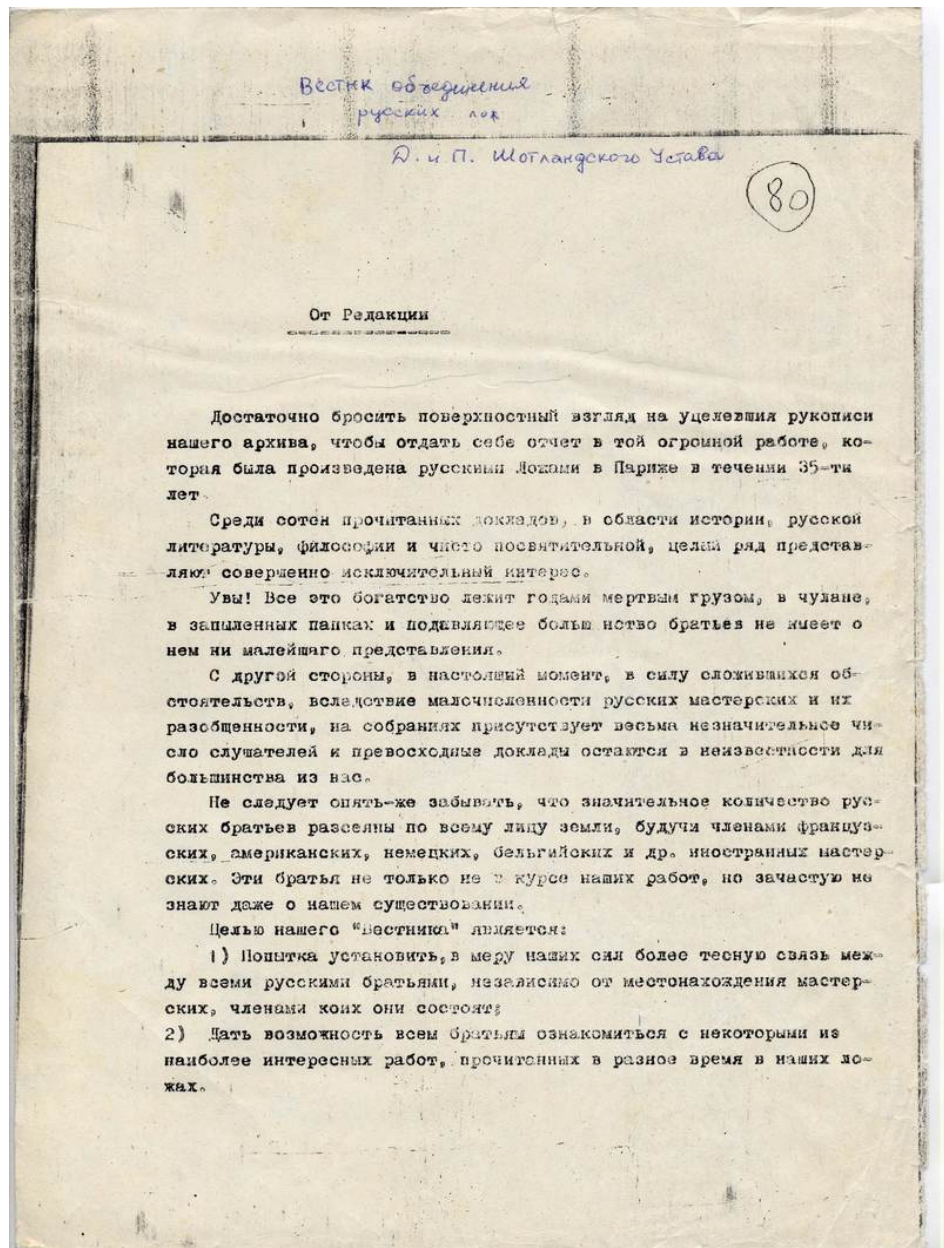 Вестник объединения
русских лож
Д. и П. Шотландского Устава
80
От Редакции
Достаточно бросить поверхностный взгляд на уцелевшия рукописи
нашего архива, чтобы отдать себе отчет в той огромной работе, ко-
торая была произведена русскими Ложами в Париже в течении 35-ти
лет.
Среди сотен прочитанных докладов, в области истории, русской
литературы, философии и чисто посвятительной, целый ряд представ-
ляют совершенно исключительный интерес.
Увы! Все это богатство лежит годами мертвым грузом, в чулане,
в запыленных папках и подавляющее больш нство братьев не имеет о
нем ни малейшаго представления.
С другой стороны, в настоящий момент, в силу сложившихся об-
стоятельств, вследствие малочисленности русских мастерских и их
разобщенности, на собраниях присутствует весьма незначительное чи-
сло слушателей и превосходные доклады остаются в неизвестности для
большинства из вас.
Не следует опять-же забывать, что значительное количество рус-
ских братьев разсеяны по всему лицу земли, будучи членами француз-
ских, американских, немецких, бельгийских и др. иностранных мастер-
ских. Эти братья не только не в курсе наших работ, но зачастую не
знают даже о нашем существовании.
Целью нашего "Вестника" является:
1) Попытка установить, в меру наших сил более тесную связь меж-
ду всеми русскими братьями, независимо от местонахождения мастер-
ских, членами коих они состоят;
2) Дать возможность всем братьям ознакомиться с некоторыми из
наиболее интересных работ, прочитанных в разное время в наших ло-
жах.